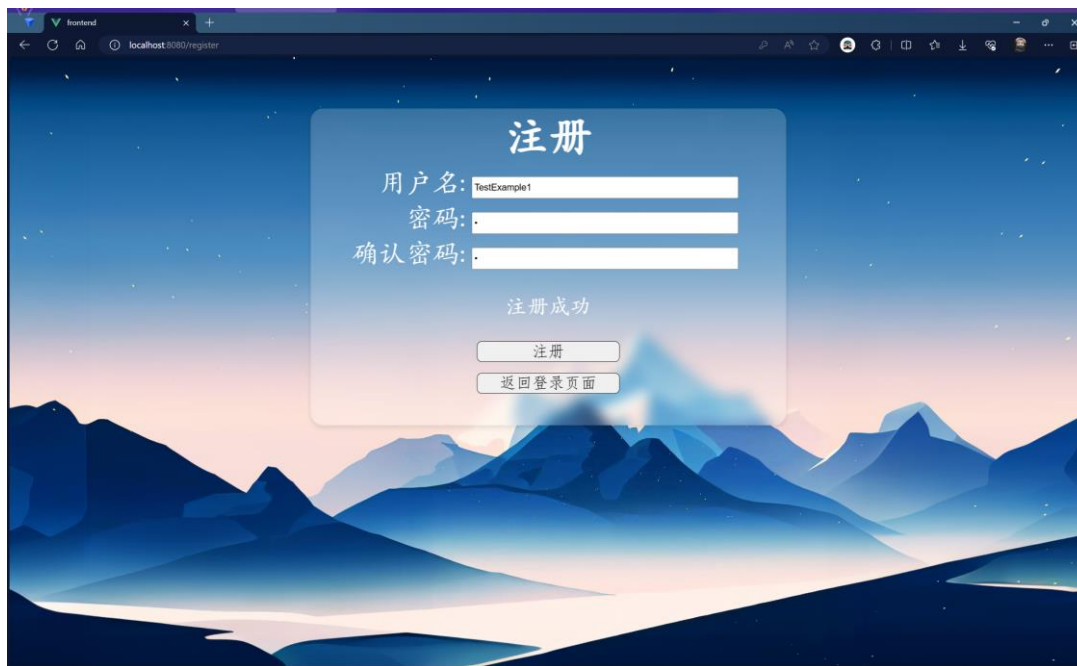 frontend
localhost:8080/register
注册
用户名: TestExample1
密码:
确认密码:
注册成功
注册
返回登录页面